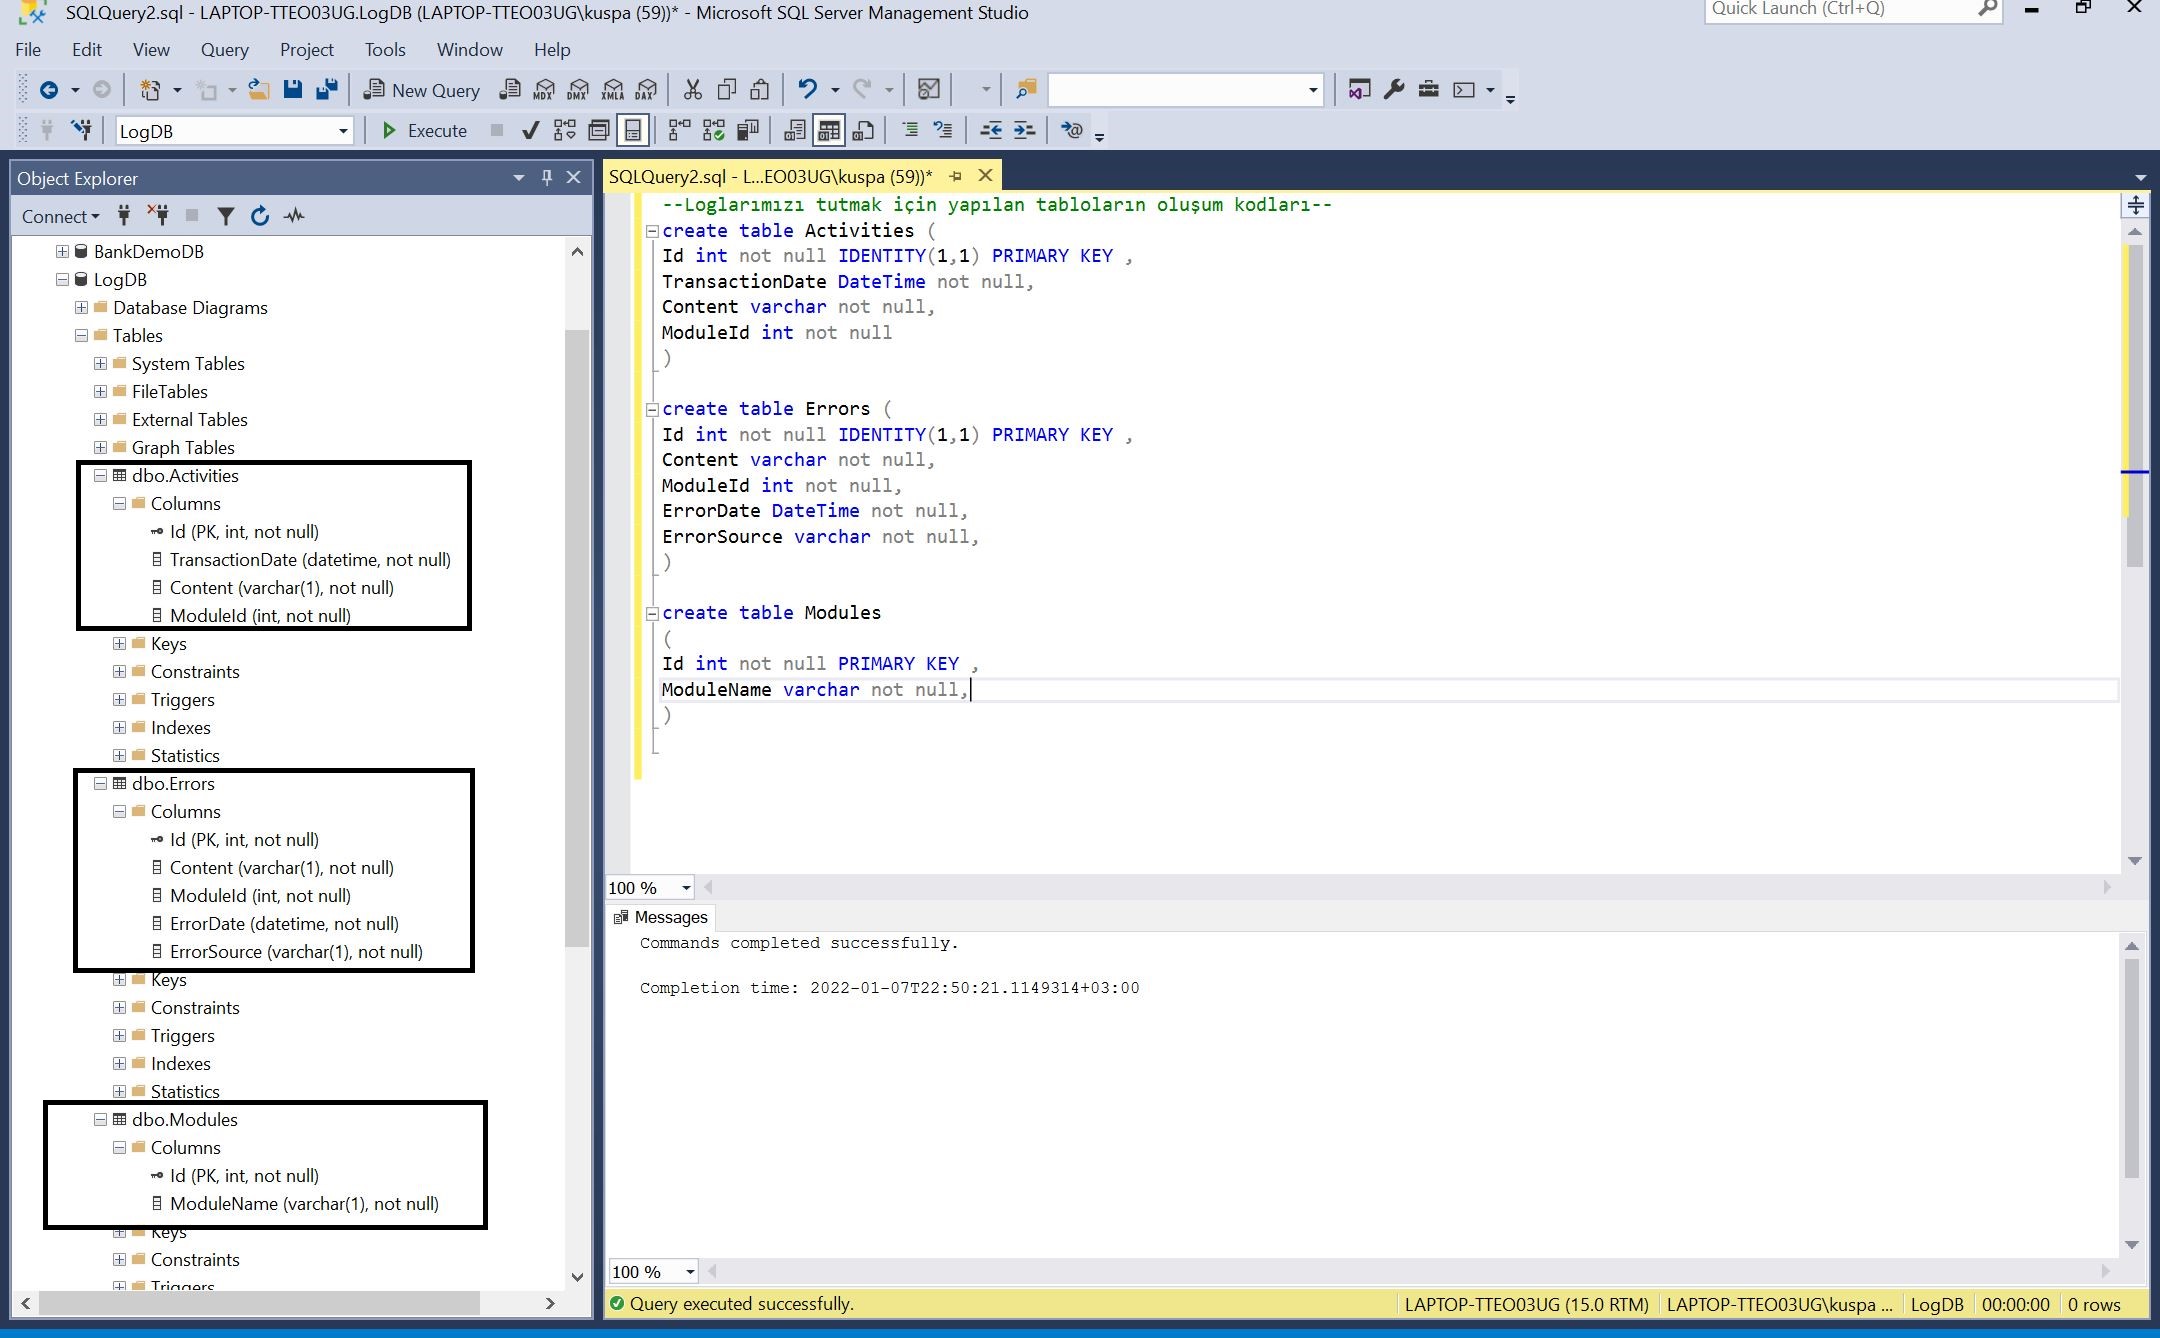 SQLQuery2.sql - LAPTOP-TTEO03UG.LogDB (LAPTOP-TTEO03UG\kuspa (59))* - Microsoft SQL Server Management Studio
Quick Launch (Ctrl+Q)
File Edit View Query Project Tools Window Help
New Query MDX DMX XMLA DAX
LogDB Execute
Object Explorer
Connect
BankDemoDB
LogDB
Database Diagrams
Tables
System Tables
FileTables
External Tables
Graph Tables
dbo.Activities
Columns
Id (PK, int, not null)
TransactionDate (datetime, not null)
Content (varchar(1), not null)
ModuleId (int, not null)
Keys
Constraints
Triggers
Indexes
Statistics
dbo.Errors
Columns
Id (PK, int, not null)
Content (varchar(1), not null)
ModuleId (int, not null)
ErrorDate (datetime, not null)
ErrorSource (varchar(1), not null)
Keys
Constraints
Triggers
Indexes
Statistics
dbo.Modules
Columns
Id (PK, int, not null)
ModuleName (varchar(1), not null)
Keys
Constraints
Triggers
SQLQuery2.sql - L...EO03UG\kuspa (59))*
--Loglarımızı tutmak için yapılan tabloların oluşum kodları--
create table Activities (
Id int not null IDENTITY(1,1) PRIMARY KEY ,
TransactionDate DateTime not null,
Content varchar not null,
ModuleId int not null
)
create table Errors (
Id int not null IDENTITY(1,1) PRIMARY KEY ,
Content varchar not null,
ModuleId int not null,
ErrorDate DateTime not null,
ErrorSource varchar not null,
)
create table Modules
(
Id int not null PRIMARY KEY ,
ModuleName varchar not null,
)
100 %
Messages
Commands completed successfully.
Completion time: 2022-01-07T22:50:21.1149314+03:00
100 %
Query executed successfully. LAPTOP-TTEO03UG (15.0 RTM) LAPTOP-TTEO03UG\kuspa ... LogDB 00:00:00 0 rows